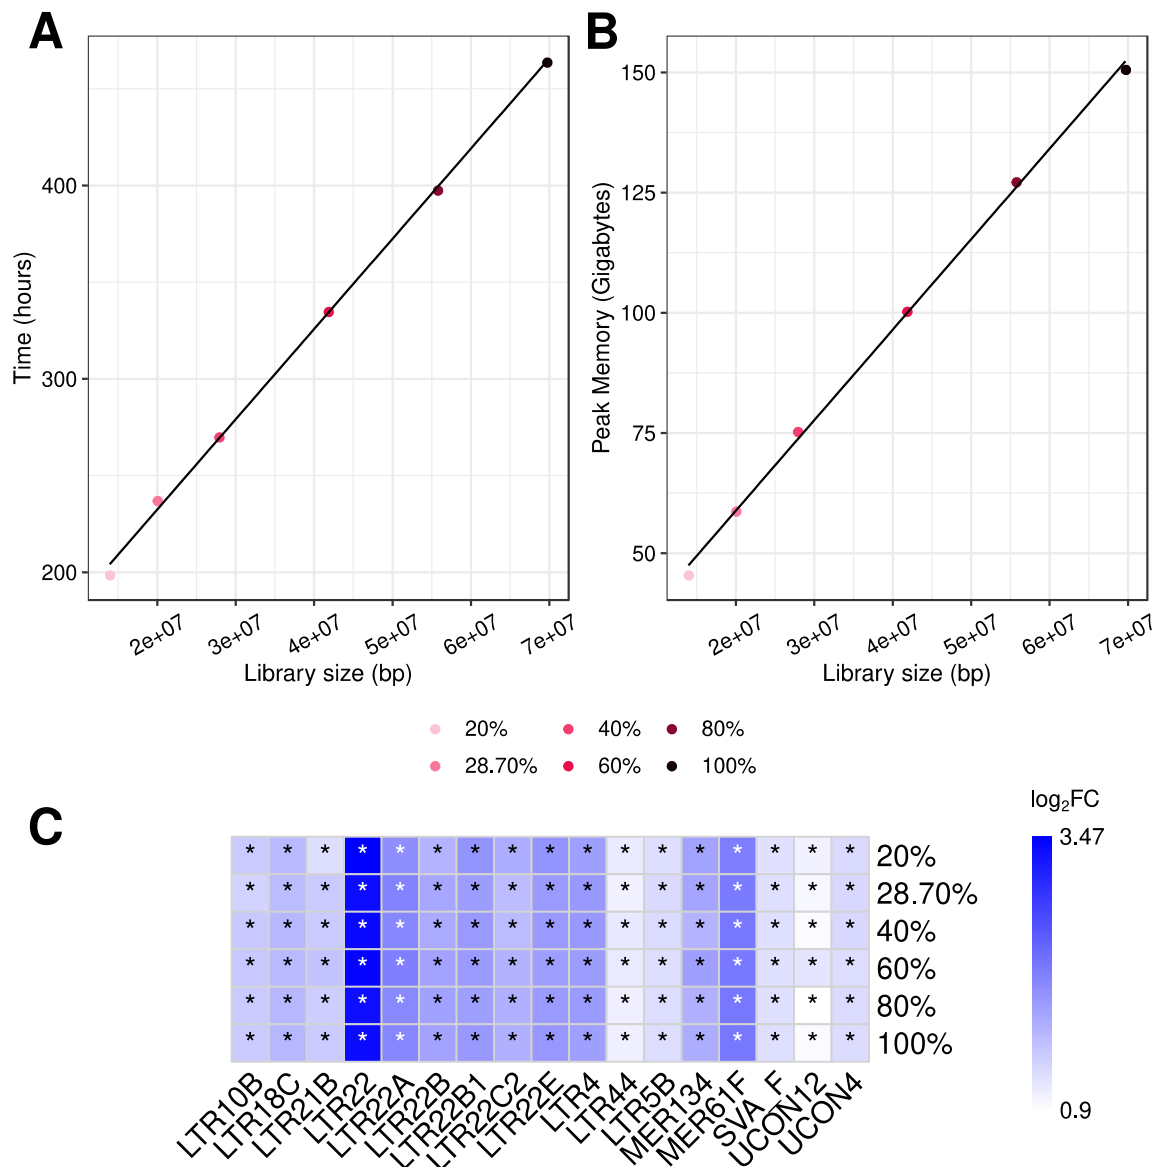 A
B
Time (hours)
400
300
200
2e+07 3e+07 4e+07 5e+07 6e+07 7e+07
Library size (bp)
Peak Memory (Gigabytes)
150
125
100
75
50
2e+07 3e+07 4e+07 5e+07 6e+07 7e+07
Library size (bp)
20% 40% 80%
28.70% 60% 100%
C
* * * * * * * * * * * * * * * * * 20%
* * * * * * * * * * * * * * * * * 28.70%
* * * * * * * * * * * * * * * * * 40%
* * * * * * * * * * * * * * * * * 60%
* * * * * * * * * * * * * * * * * 80%
* * * * * * * * * * * * * * * * * 100%
LTR10B LTR18C LTR21B LTR22 LTR22A LTR22B LTR22B1 LTR22C2 LTR22E LTR4 LTR44 LTR5B MER134 MER61F SVA_F UCON12 UCON4
log₂FC
3.47
0.9